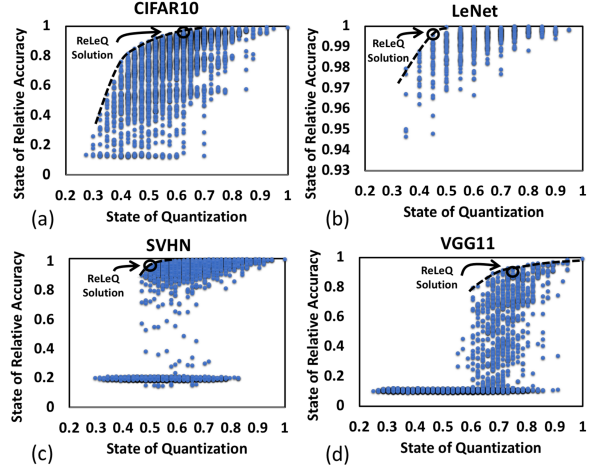 CIFAR10
State of Relative Accuracy
1
0.8
0.6
0.4
0.2
0
ReLeQ
Solution
0.2 0.3 0.4 0.5 0.6 0.7 0.8 0.9 1
State of Quantization
(a)
LeNet
State of Relative Accuracy
1
0.99
0.98
0.97
0.96
0.95
0.94
0.93
ReLeQ
Solution
0.2 0.3 0.4 0.5 0.6 0.7 0.8 0.9 1
State of Quantization
(b)
SVHN
State of Relative Accuracy
1
0.8
0.6
0.4
0.2
0
ReLeQ
Solution
0.2 0.3 0.4 0.5 0.6 0.7 0.8 0.9 1
State of Quantization
(c)
VGG11
State of Relative Accuracy
1
0.8
0.6
0.4
0.2
0
ReLeQ
Solution
0.2 0.3 0.4 0.5 0.6 0.7 0.8 0.9 1
State of Quantization
(d)